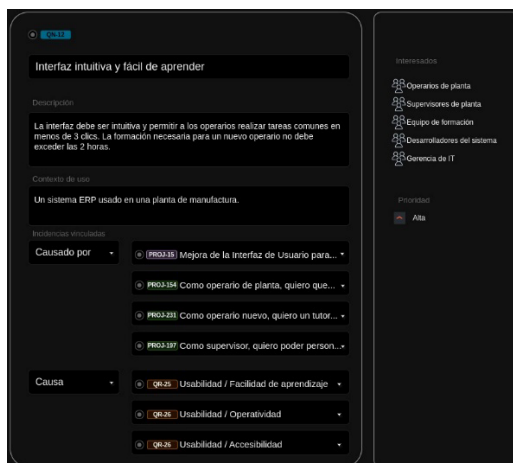 QN-12
Interfaz intuitiva y fácil de aprender
Descripción
La interfaz debe ser intuitiva y permitir a los operarios realizar tareas comunes en
menos de 3 clics. La formación necesaria para un nuevo operario no debe
exceder las 2 horas.
Contexto de uso
Un sistema ERP usado en una planta de manufactura.
Incidencias vinculadas
Causado por
PROJ-15 Mejora de la Interfaz de Usuario para...
PROJ-154 Como operario de planta, quiero que...
PROJ-231 Como operario nuevo, quiero un tutor...
PROJ-197 Como supervisor, quiero poder person...
Causa
QR-25 Usabilidad / Facilidad de aprendizaje
QR-26 Usabilidad / Operatividad
QR-26 Usabilidad / Accesibilidad
Interesados
Operarios de planta
Supervisores de planta
Equipo de formación
Desarrolladores del sistema
Gerencia de IT
Prioridad
Alta